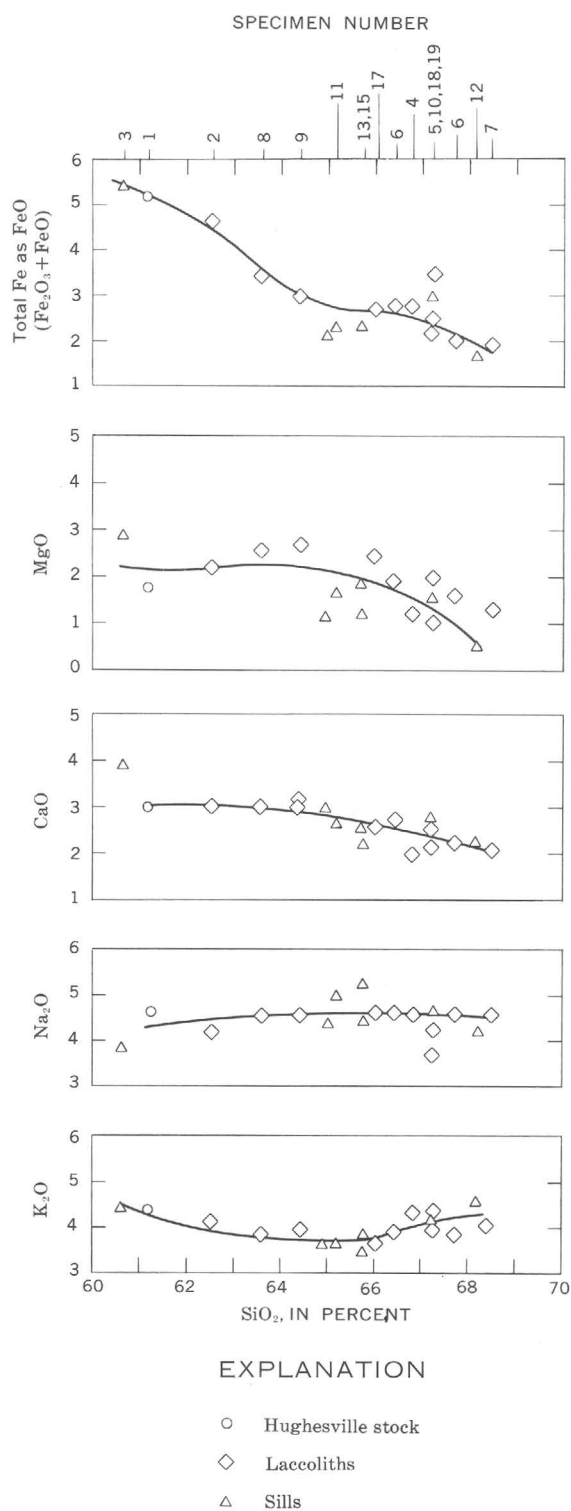 SPECIMEN NUMBER
3 1 2 8 9 11 13,15 17 6 4 5,10,18,19 6 12 7
Total Fe as FeO
(Fe₂O₃+FeO)
6
5
4
3
2
1
MgO
5
4
3
2
1
0
CaO
5
4
3
2
1
Na₂O
6
5
4
3
K₂O
6
5
4
3
60 62 64 66 68 70
SiO₂, IN PERCENT
EXPLANATION
Hughesville stock
Laccoliths
Sills